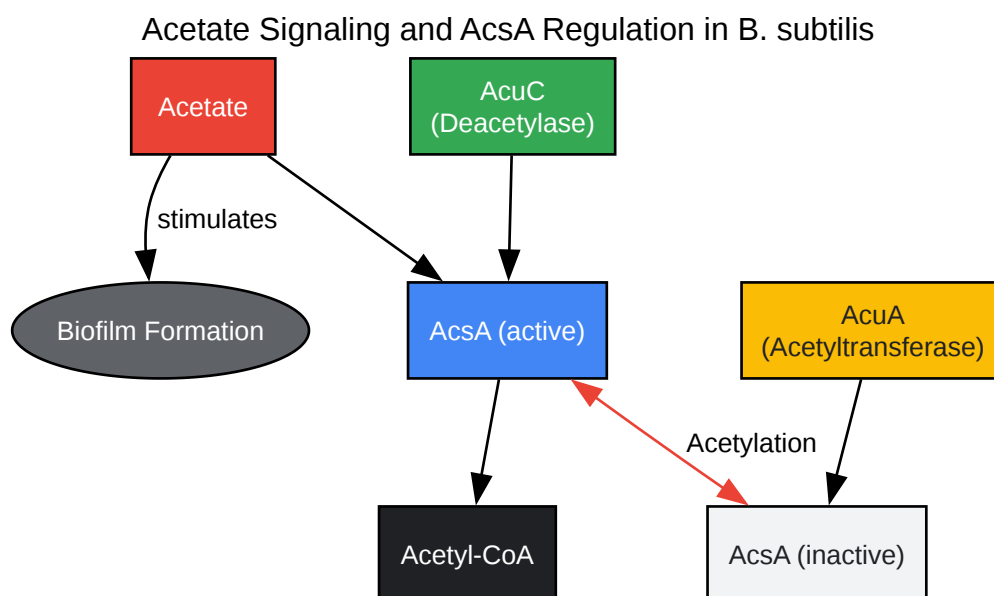 Acetate Signaling and AcsA Regulation in B. subtilis
Acetate
AcuC
(Deacetylase)
stimulates
Biofilm Formation
AcsA (active)
AcuA
(Acetyltransferase)
Acetylation
Acetyl-CoA
AcsA (inactive)